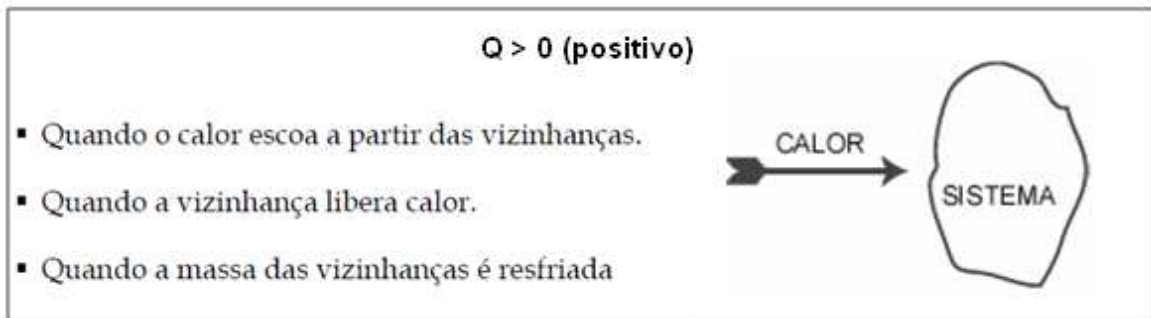 Q > 0 (positivo)
▪ Quando o calor escoa a partir das vizinhanças.
▪ Quando a vizinhança libera calor.
▪ Quando a massa das vizinhanças é resfriada
CALOR
SISTEMA